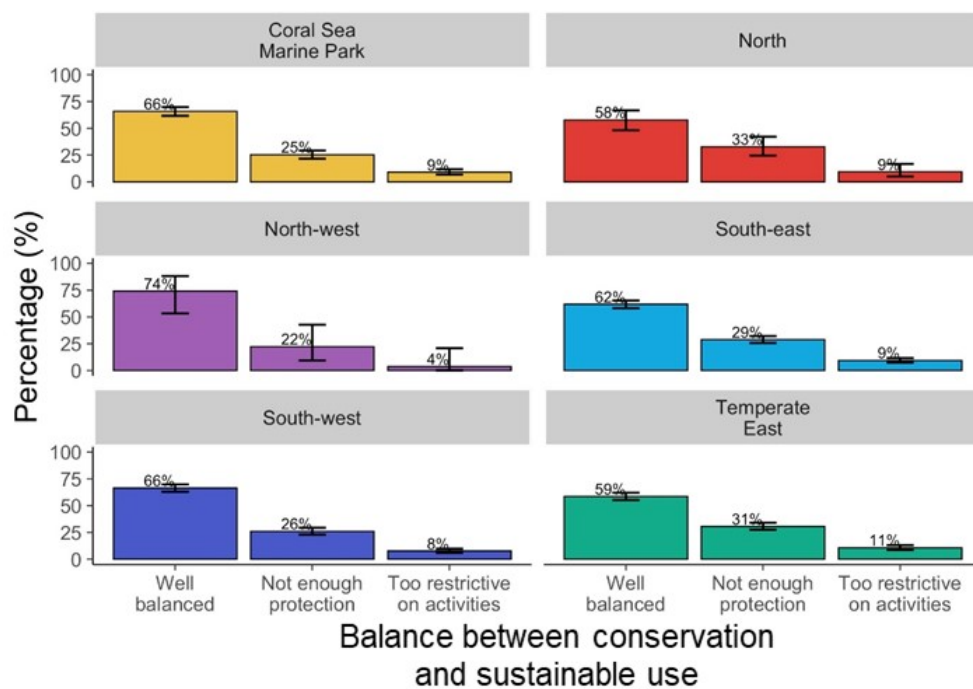 Coral Sea
Marine Park
North
100
75
50
25
0
66%
25%
9%
58%
33%
9%
North-west
South-east
100
75
50
25
0
74%
22%
4%
62%
29%
9%
South-west
Temperate
East
100
75
50
25
0
66%
26%
8%
59%
31%
11%
Percentage (%)
Well
balanced
Not enough
protection
Too restrictive
on activities
Well
balanced
Not enough
protection
Too restrictive
on activities
Balance between conservation
and sustainable use